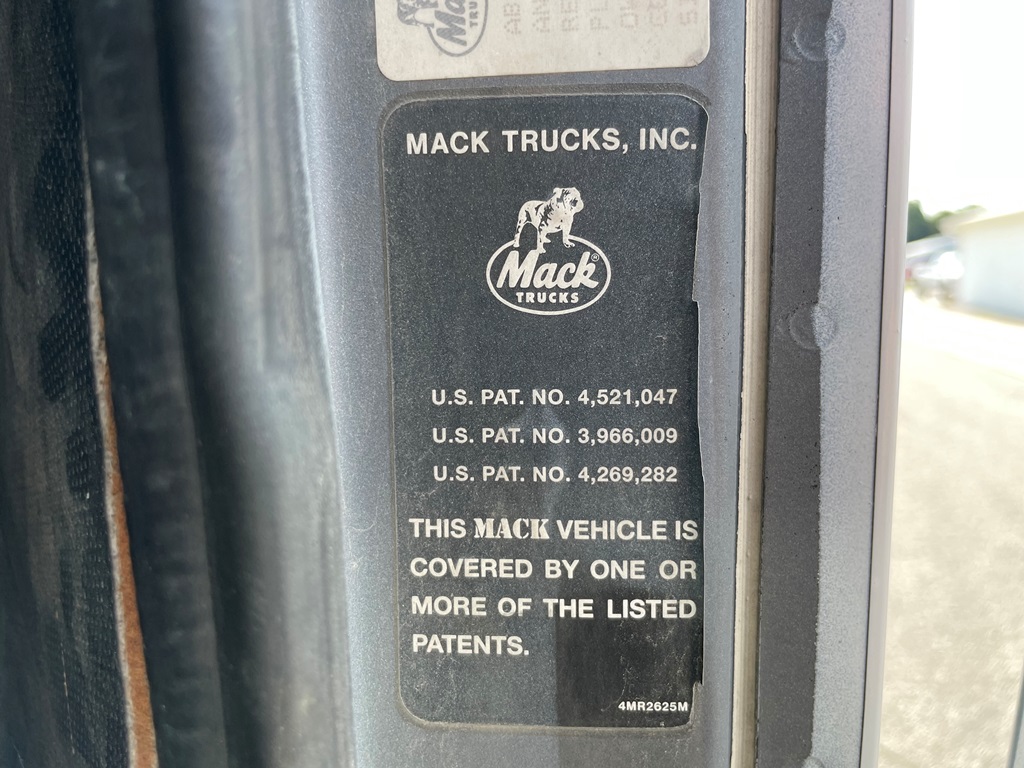 Mack
MACK TRUCKS, INC.
Mack®
TRUCKS
U.S. PAT. NO. 4,521,047
U.S. PAT. NO. 3,966,009
U.S. PAT. NO. 4,269,282
THIS MACK VEHICLE IS
COVERED BY ONE OR
MORE OF THE LISTED
PATENTS.
4MR2625M